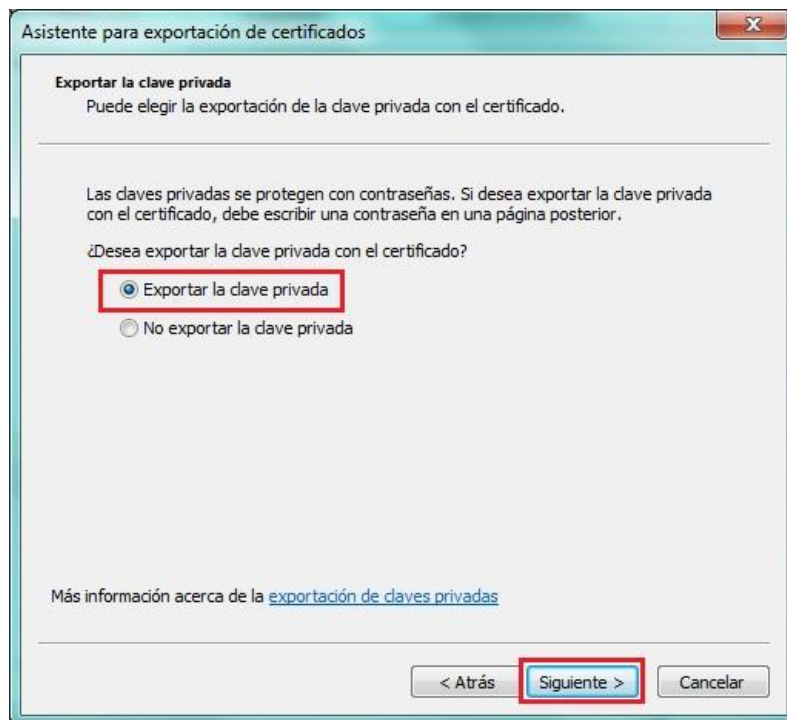 Asistente para exportación de certificados
Exportar la clave privada
Puede elegir la exportación de la clave privada con el certificado.
Las claves privadas se protegen con contraseñas. Si desea exportar la clave privada
con el certificado, debe escribir una contraseña en una página posterior.
¿Desea exportar la clave privada con el certificado?
Exportar la clave privada
No exportar la clave privada
Más información acerca de la exportación de claves privadas
< Atrás
Siguiente >
Cancelar